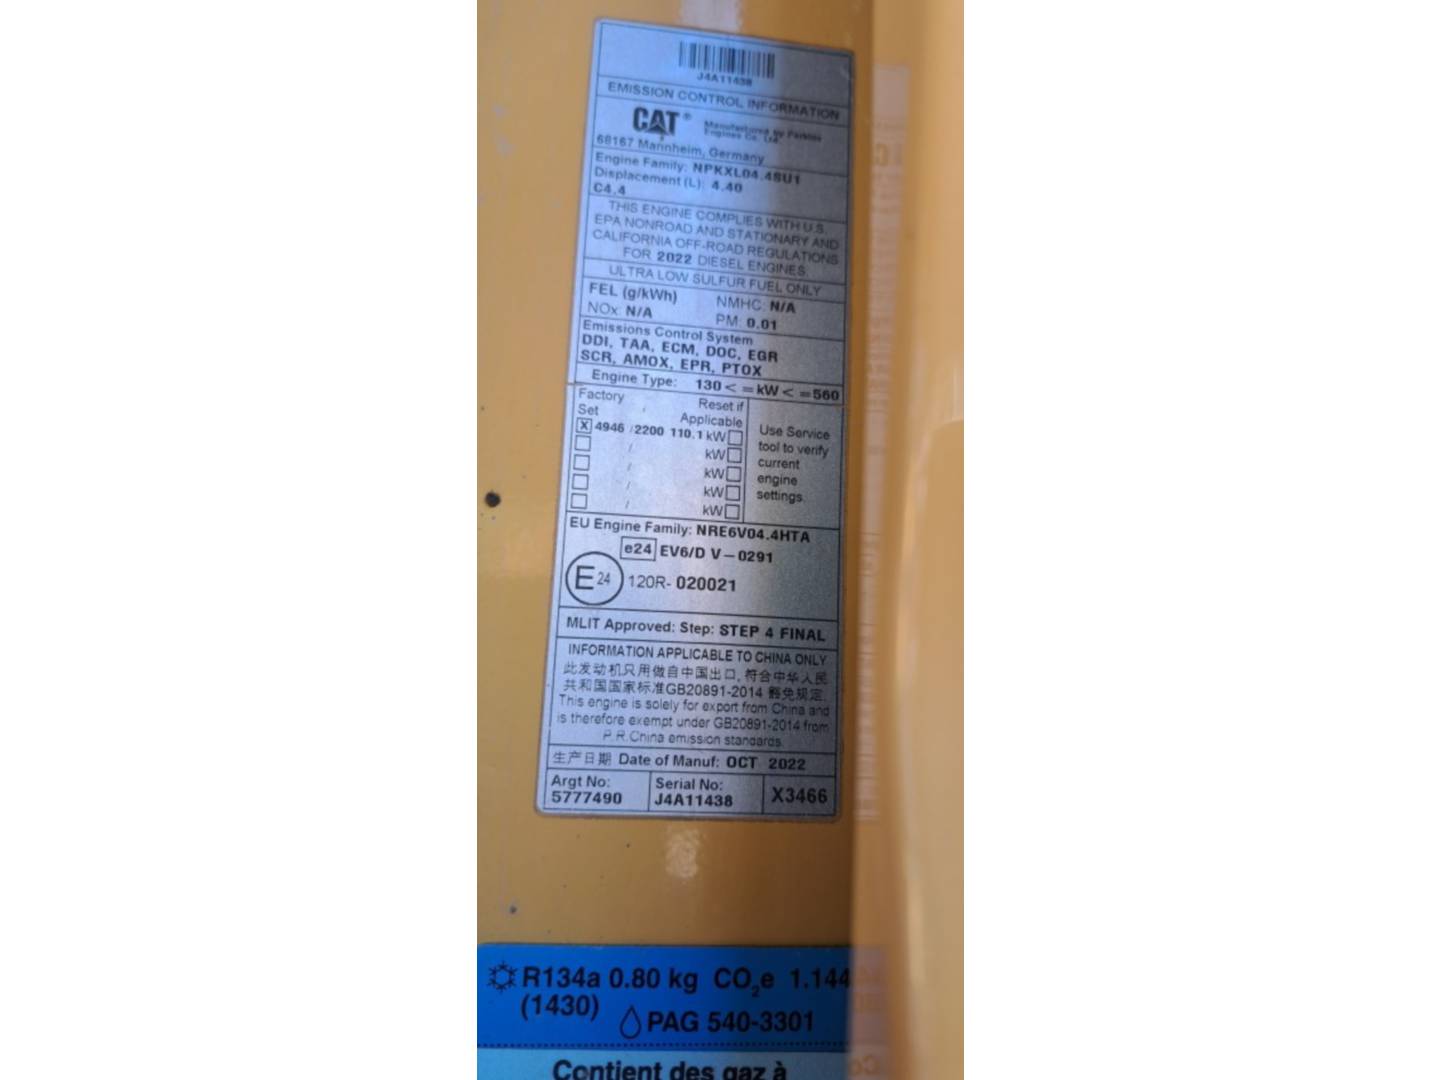 J4A11438
EMISSION CONTROL INFORMATION
CAT® Manufactured by Perkins
Engines Co. Ltd.
68167 Mannheim, Germany
Engine Family: NPKXL04.4SU1
Displacement (L): 4.40
C4.4
THIS ENGINE COMPLIES WITH U.S.
EPA NONROAD AND STATIONARY AND
CALIFORNIA OFF-ROAD REGULATIONS
FOR 2022 DIESEL ENGINES.
ULTRA LOW SULFUR FUEL ONLY
FEL (g/kWh) NMHC: N/A
NOx: N/A PM: 0.01
Emissions Control System
DDI, TAA, ECM, DOC, EGR
SCR, AMOX, EPR, PTOX
Engine Type: 130 < = kW < = 560
Factory Set
Reset if Applicable
X 4946 / 2200 110.1 kW
/ kW
/ kW
/ kW
/ kW
Use Service
tool to verify
current
engine
settings.
EU Engine Family: NRE6V04.4HTA
e24 EV6/D V-0291
E24 120R- 020021
MLIT Approved: Step: STEP 4 FINAL
INFORMATION APPLICABLE TO CHINA ONLY
此发动机只用做自中国出口, 符合中华人民
共和国国家标准GB20891-2014 豁免规定.
This engine is solely for export from China and
is therefore exempt under GB20891-2014 from
P.R.China emission standards.
生产日期 Date of Manuf: OCT 2022
Argt No:
5777490
Serial No:
J4A11438
X3466
R134a 0.80 kg CO2e 1.144
(1430) PAG 540-3301
Contient des gaz à